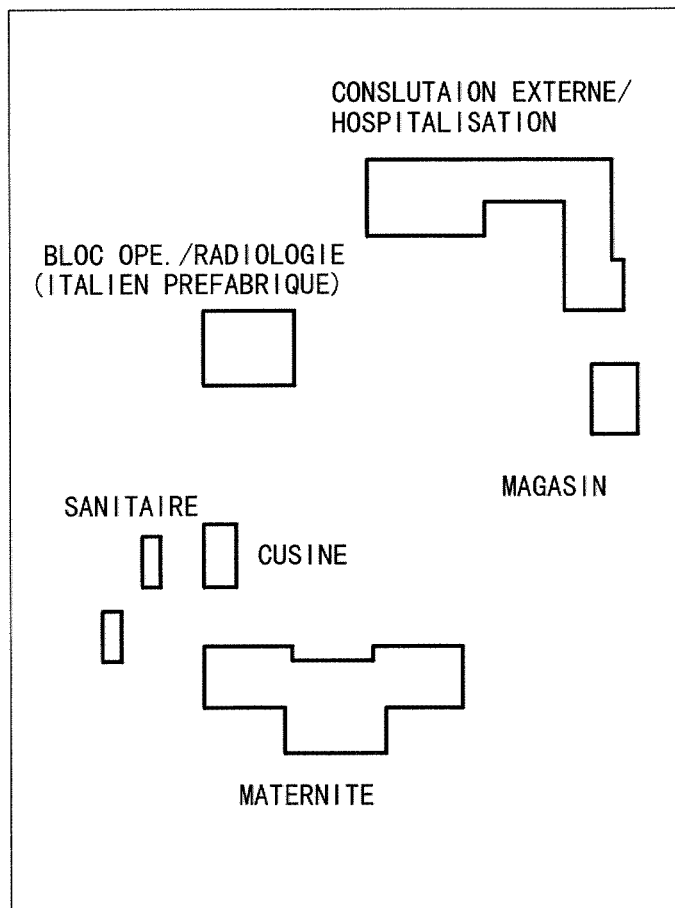 CONSLUTAION EXTERNE/
HOSPITALISATION
BLOC OPE./RADIOLOGIE
(ITALIEN PREFABRIQUE)
MAGASIN
SANITAIRE
CUSINE
MATERNITE